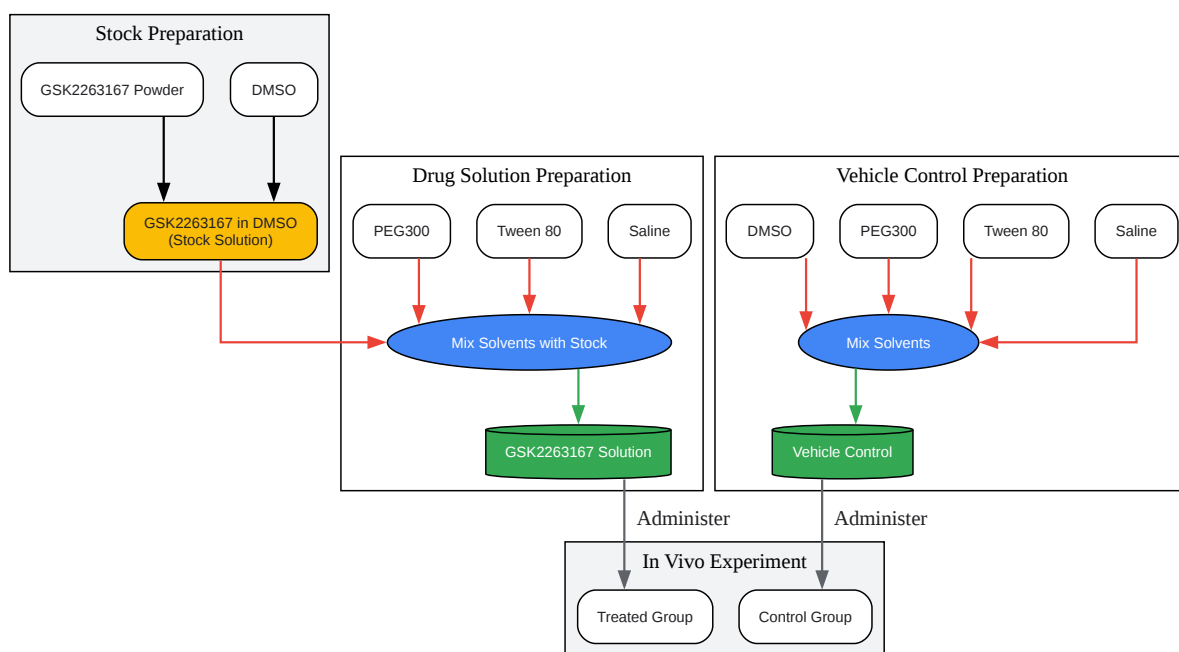 Stock Preparation
GSK2263167 Powder
DMSO
GSK2263167 in DMSO
(Stock Solution)
Drug Solution Preparation
PEG300
Tween 80
Saline
Mix Solvents with Stock
GSK2263167 Solution
Vehicle Control Preparation
DMSO
PEG300
Tween 80
Saline
Mix Solvents
Vehicle Control
Administer
Administer
In Vivo Experiment
Treated Group
Control Group